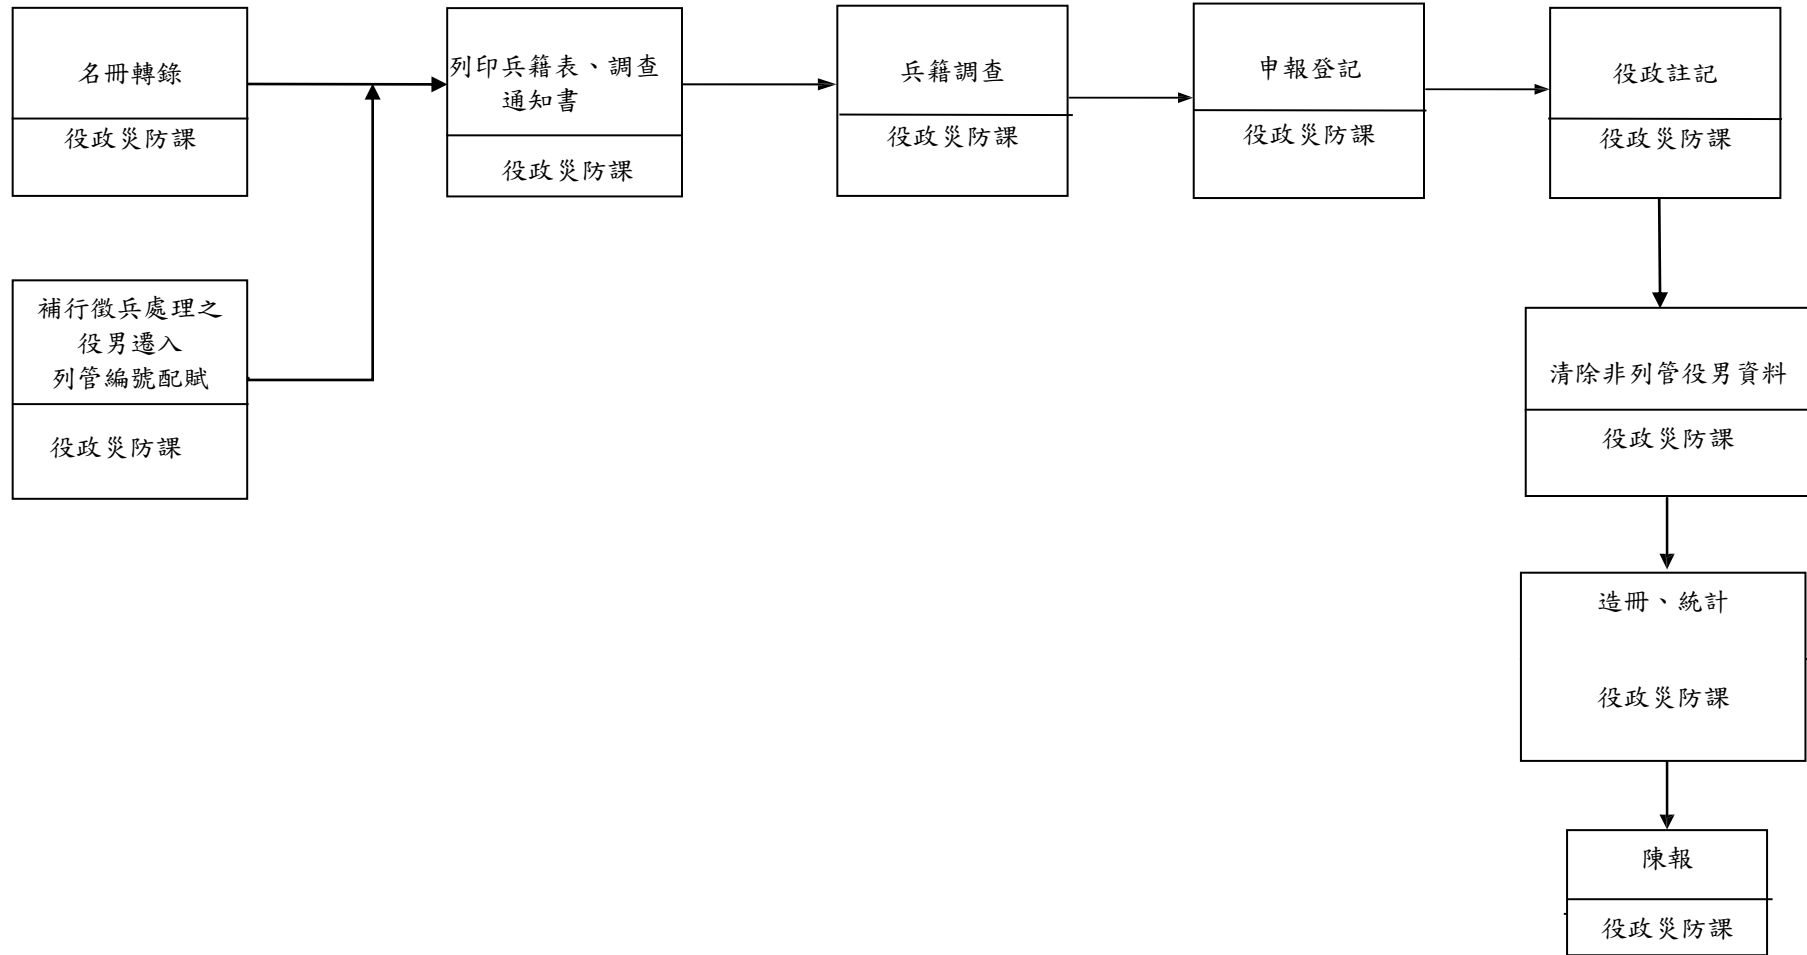 名冊轉錄
役政災防課
列印兵籍表、調查
通知書
役政災防課
兵籍調查
役政災防課
申報登記
役政災防課
役政註記
役政災防課
補行徵兵處理之
役男遷入
列管編號配賦
役政災防課
清除非列管役男資料
役政災防課
造冊、統計
役政災防課
陳報
役政災防課